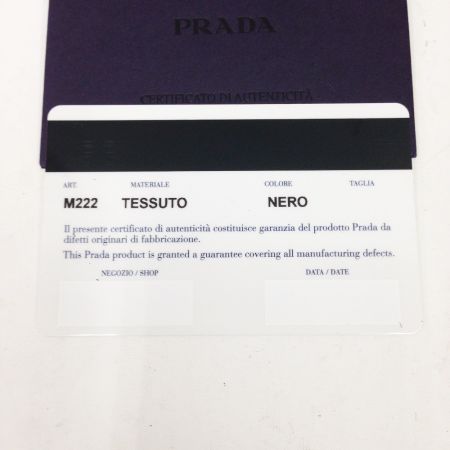 PRADA
CERTIFICATO DI AUTENTICITÀ
ART. MATERIALE COLORE TAGLIA
M222 TESSUTO NERO
Il presente certificato di autenticità costituisce garanzia del prodotto Prada da
difetti originari di fabbricazione.
This Prada product is granted a guarantee covering all manufacturing defects.
NEGOZIO / SHOP DATA / DATE